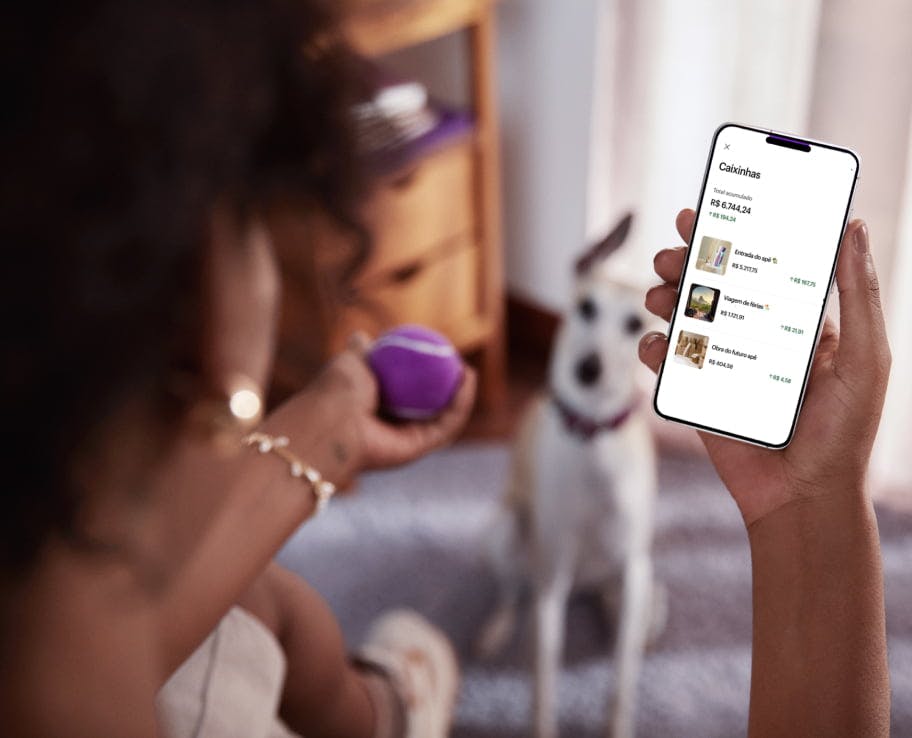 Caixinhas
Total acumulado
R$ 6.744,24
↑R$ 194,24
Entrada do apê
R$ 5.217,75
↑R$ 167,75
Viagem de férias
R$ 1.121,91
↑R$ 21,91
Obra do futuro apê
R$ 404,58
↑R$ 4,58